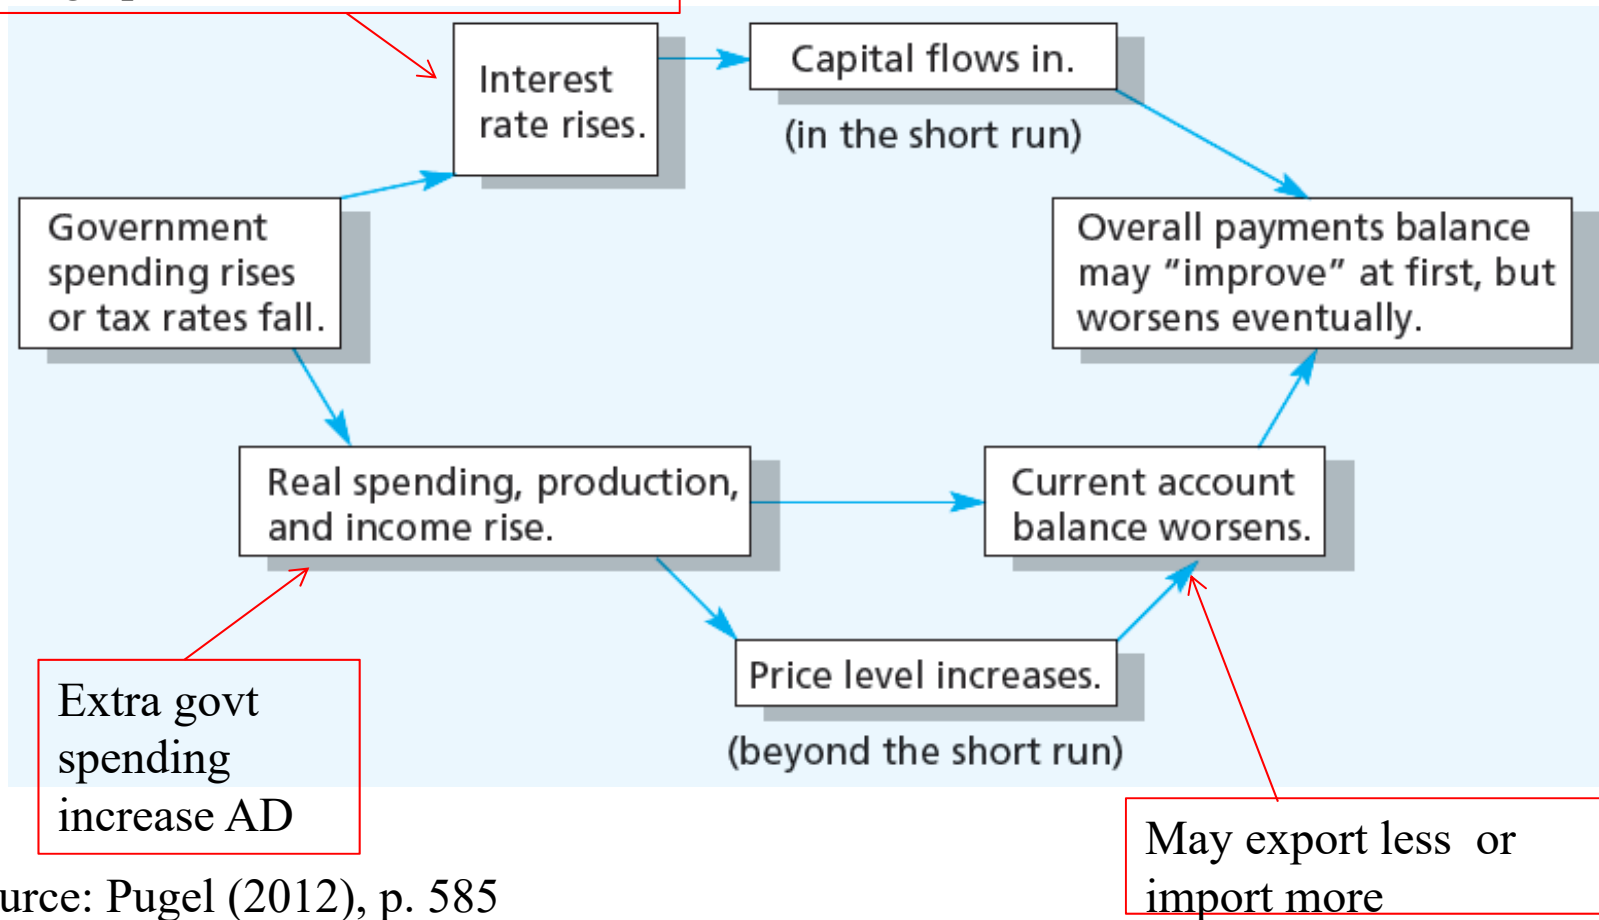 Interest
rate rises.
Capital flows in.
(in the short run)
Government
spending rises
or tax rates fall.
Overall payments balance
may “improve” at first, but
worsens eventually.
Real spending, production,
and income rise.
Current account
balance worsens.
Price level increases.
(beyond the short run)
Extra govt
spending
increase AD
May export less or
import more
urce: Pugel (2012), p. 585